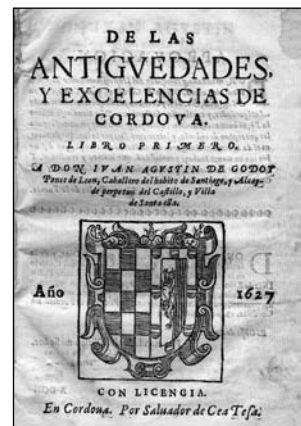 DE LAS
ANTIGVEDADES,
Y EXCELENCIAS DE
CORDOVA.
LIBRO PRIMERO.
A DON IVAN AGVSTIN DE GODOY
Ponce de Leon, Cauallero del habito de Santiago, y Alcay-
de perpetuo del Castillo, y Villa
de Santaella.
Año 1627
CON LICENCIA.
En Cordoua. Por Saluador de Cea Tesa.